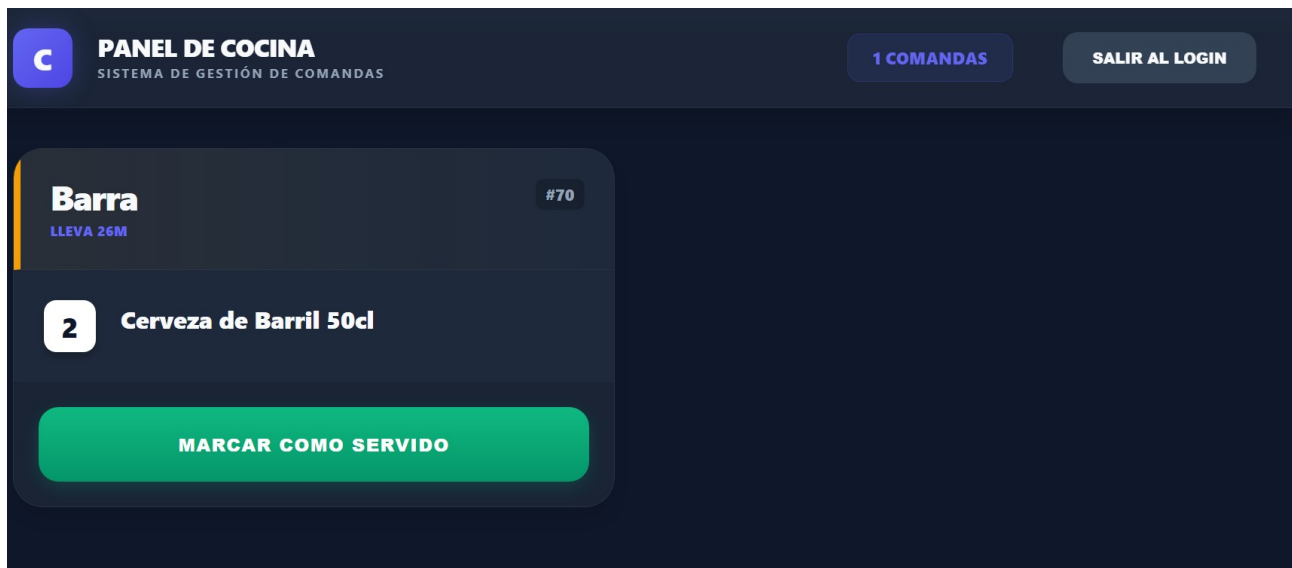 C
PANEL DE COCINA
SISTEMA DE GESTIÓN DE COMANDAS
1 COMANDAS
SALIR AL LOGIN
Barra
#70
LLEVA 26M
2
Cerveza de Barril 50cl
MARCAR COMO SERVIDO